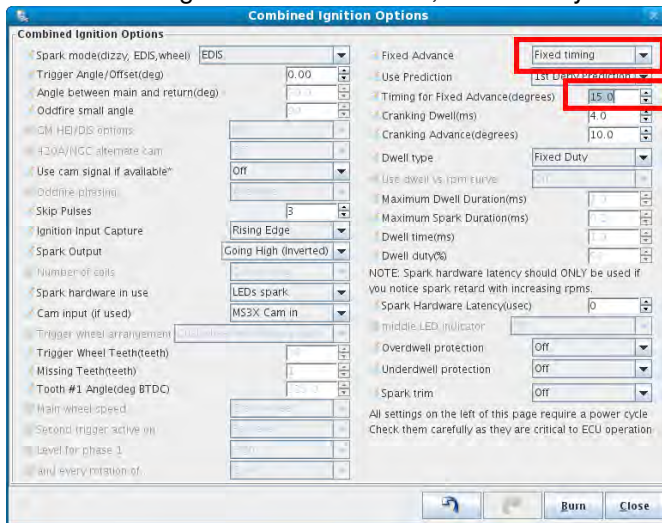 Combined Ignition Options
Combined Ignition Options
Spark mode(dizzy, EDIS,wheel) EDIS
Trigger Angle/Offset(deg) 0.00
Angle between main and return(deg)
Oddfire small angle
GM HEI/DIS options
420A/NGC alternate cam
Use cam signal if available* Off
Oddfire phasing
Skip Pulses 3
Ignition Input Capture Rising Edge
Spark Output Going High (Inverted)
Number of coils
Spark hardware in use LEDs spark
Cam input (if used) MS3X Cam in
Trigger wheel arrangement
Trigger Wheel Teeth(teeth)
Missing Teeth(teeth) 1
Tooth #1 Angle(deg BTDC)
Main wheel speed
Second trigger active on
Level for phase 1
and every rotation of
Fixed Advance Fixed timing
Use Prediction 1st Deriv Prediction
Timing for Fixed Advance(degrees) 15.0
Cranking Dwell(ms) 4.0
Cranking Advance(degrees) 10.0
Dwell type Fixed Duty
Use dwell vs rpm curve Off
Maximum Dwell Duration(ms)
Maximum Spark Duration(ms)
Dwell time(ms)
Dwell duty(%)
NOTE: Spark hardware latency should ONLY be used if
you notice spark retard with increasing rpms.
Spark Hardware Latency(usec) 0
middle LED indicator
Overdwell protection Off
Underdwell protection Off
Spark trim Off
All settings on the left of this page require a power cycle
Check them carefully as they are critical to ECU operation
Burn Close